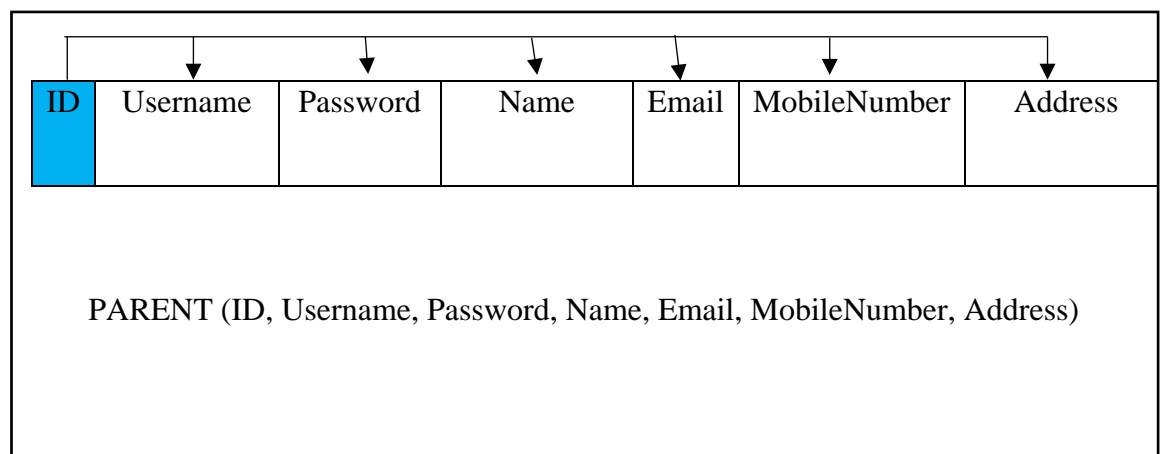 ID Username Password Name Email MobileNumber Address
PARENT (ID, Username, Password, Name, Email, MobileNumber, Address)